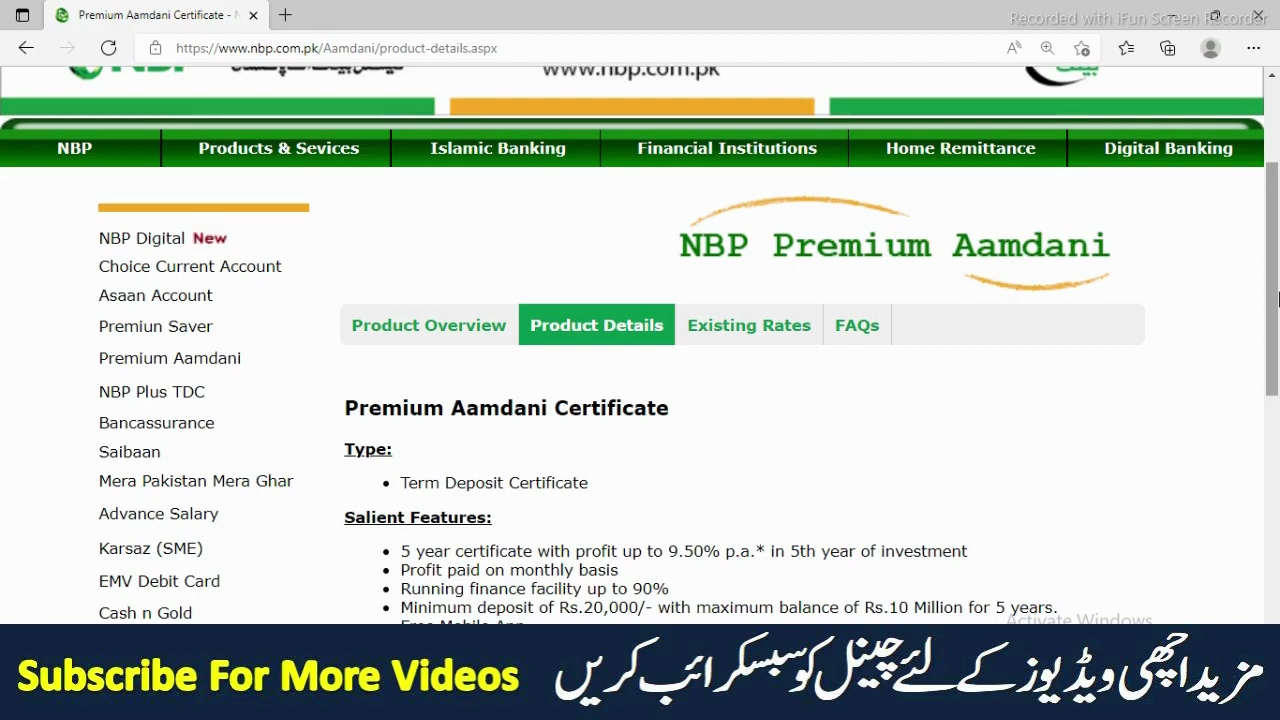 Premium Aamdani Certificate - N
Recorded with iFun Screen Recorder
https://www.nbp.com.pk/Aamdani/product-details.aspx
www.nbp.com.pk
NBP
Products & Sevices
Islamic Banking
Financial Institutions
Home Remittance
Digital Banking
NBP Digital New
Choice Current Account
Asaan Account
Premiun Saver
Premium Aamdani
NBP Plus TDC
Bancassurance
Saibaan
Mera Pakistan Mera Ghar
Advance Salary
Karsaz (SME)
EMV Debit Card
Cash n Gold
NBP Premium Aamdani
Product Overview
Product Details
Existing Rates
FAQs
Premium Aamdani Certificate
Type:
• Term Deposit Certificate
Salient Features:
• 5 year certificate with profit up to 9.50% p.a.* in 5th year of investment
• Profit paid on monthly basis
• Running finance facility up to 90%
• Minimum deposit of Rs.20,000/- with maximum balance of Rs.10 Million for 5 years.
Free Mobile App
Activate Windows
Subscribe For More Videos
مزید اچھی ویڈیوز کے لئے چینل کو سبسکرائب کریں